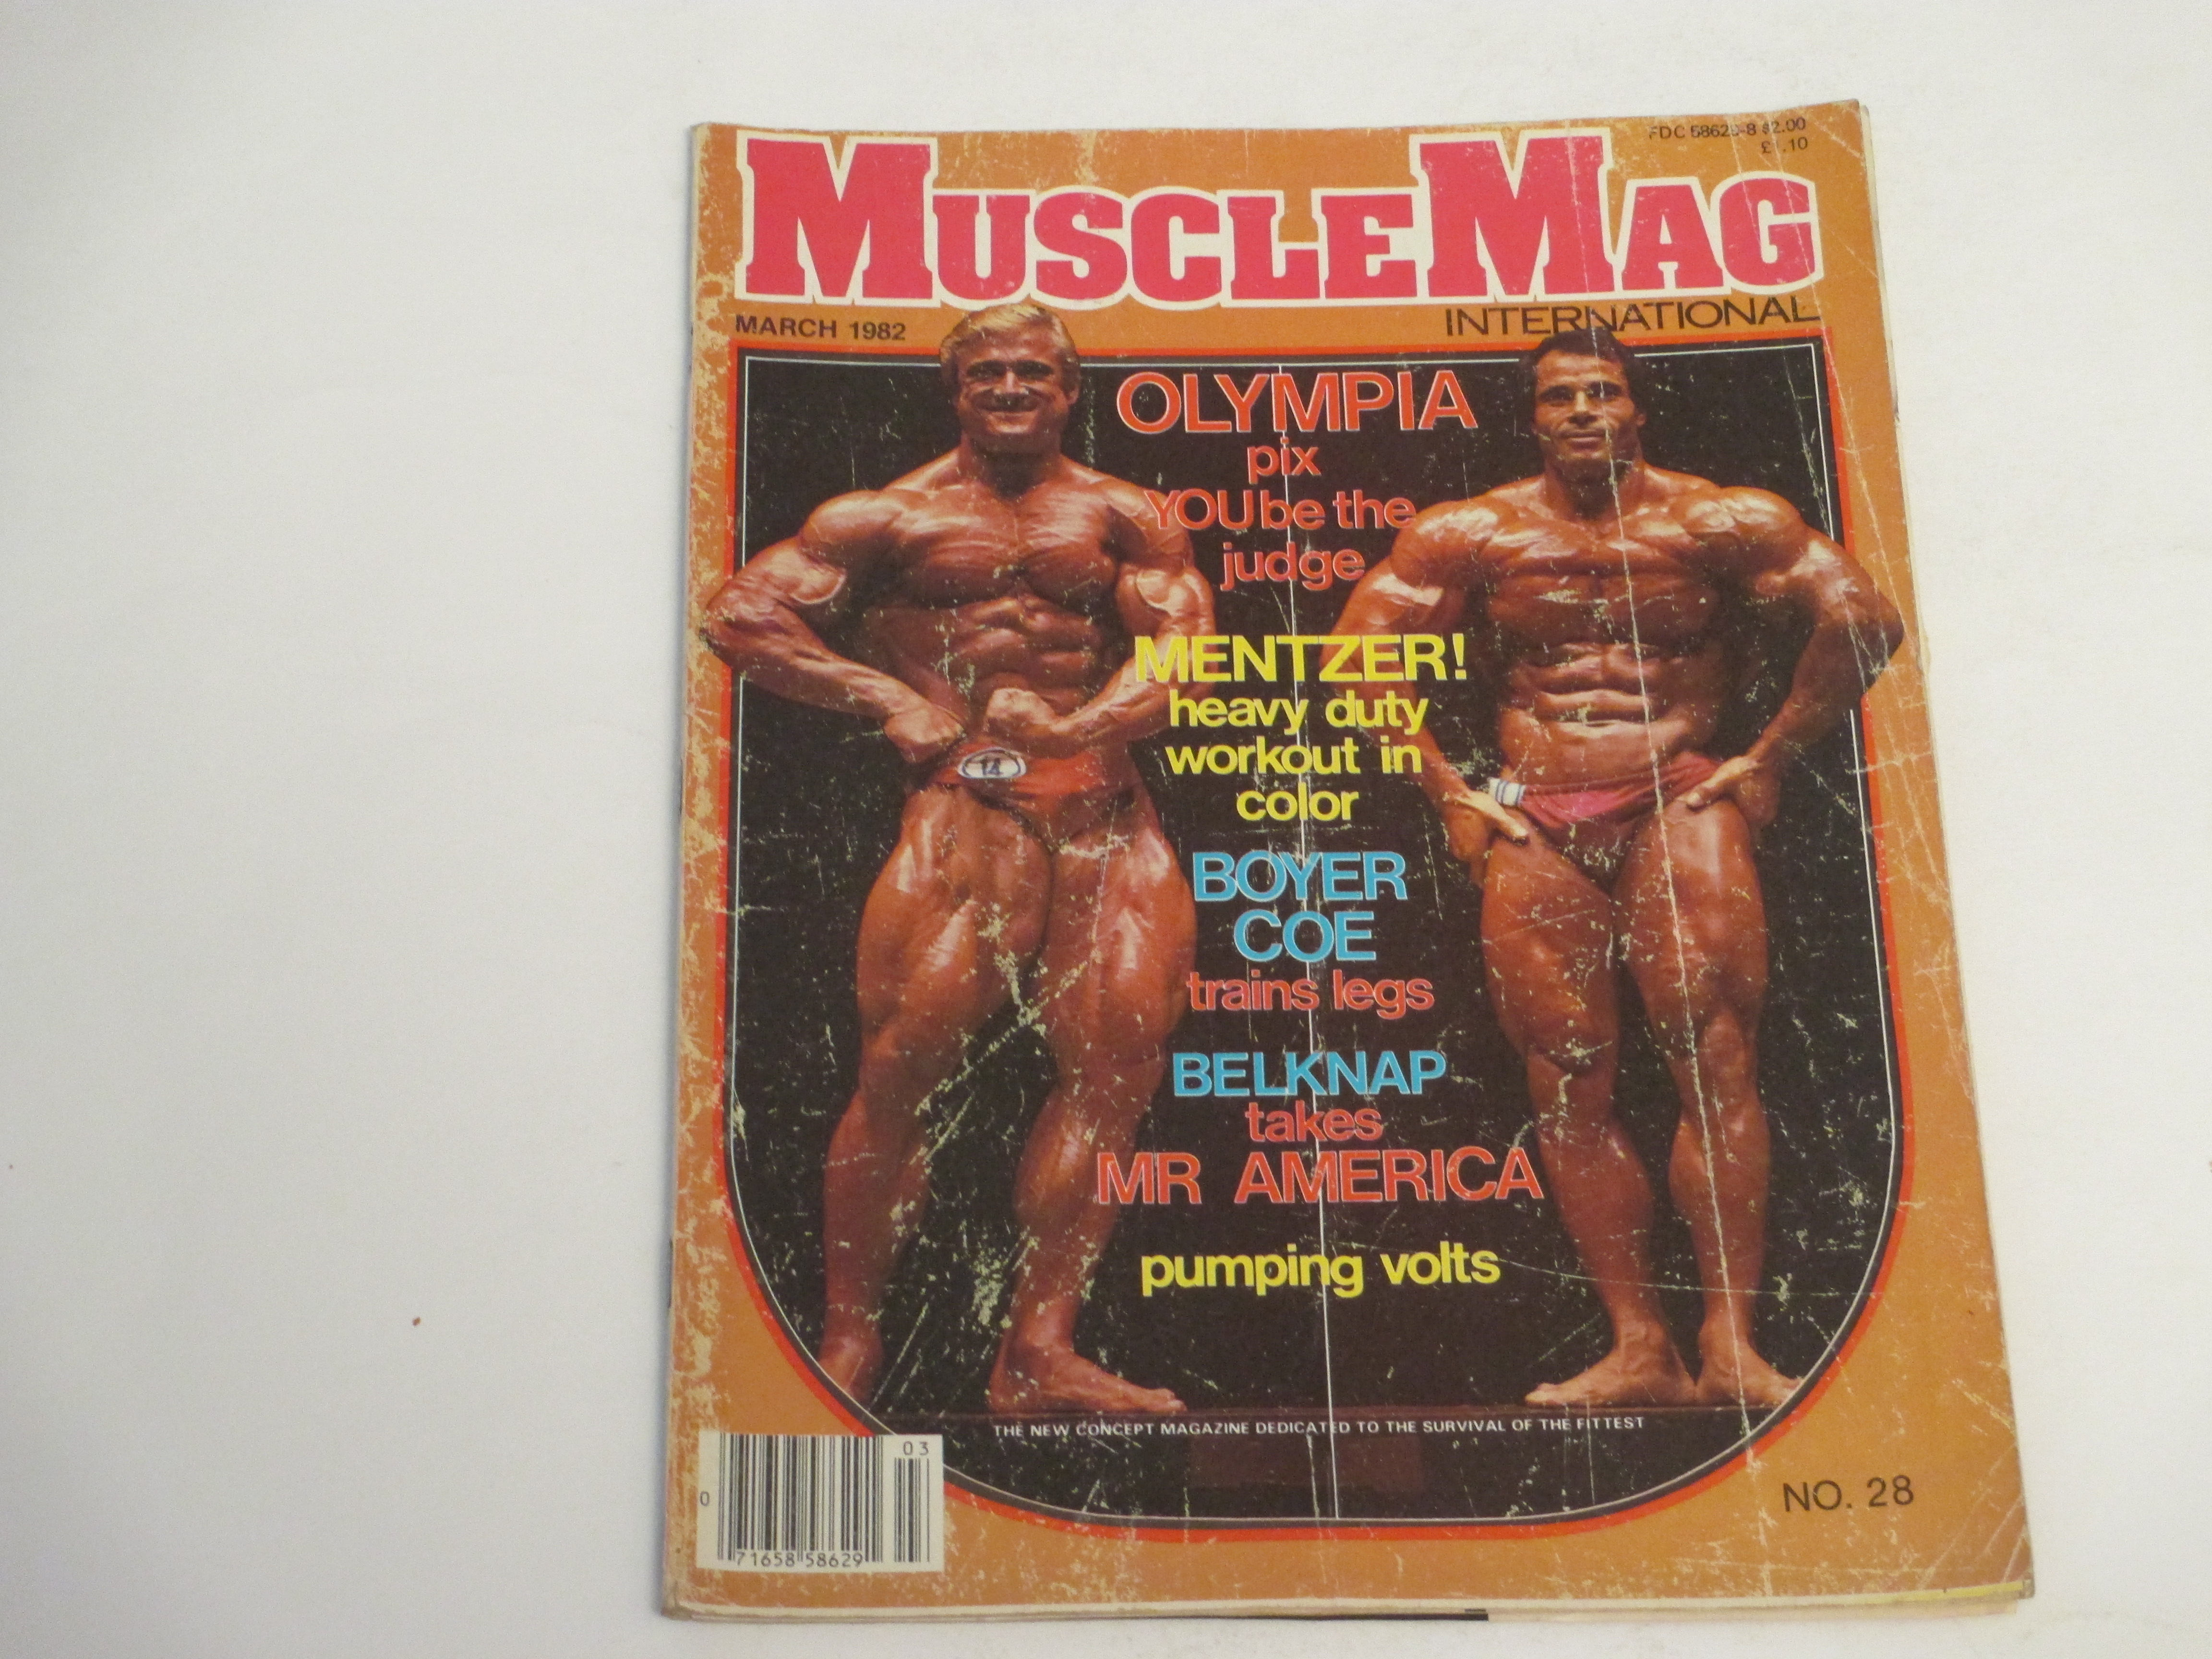 FDC 58629-8 $2.00
£1.10
MUSCLEMAG
INTERNATIONAL
MARCH 1982
OLYMPIA
pix
YOU be the
judge
MENTZER!
heavy duty
workout in
color
14
BOYER
COE
trains legs
BELKNAP
takes
MR AMERICA
pumping volts
THE NEW CONCEPT MAGAZINE DEDICATED TO THE SURVIVAL OF THE FITTEST
03
0
71658 58629
NO. 28